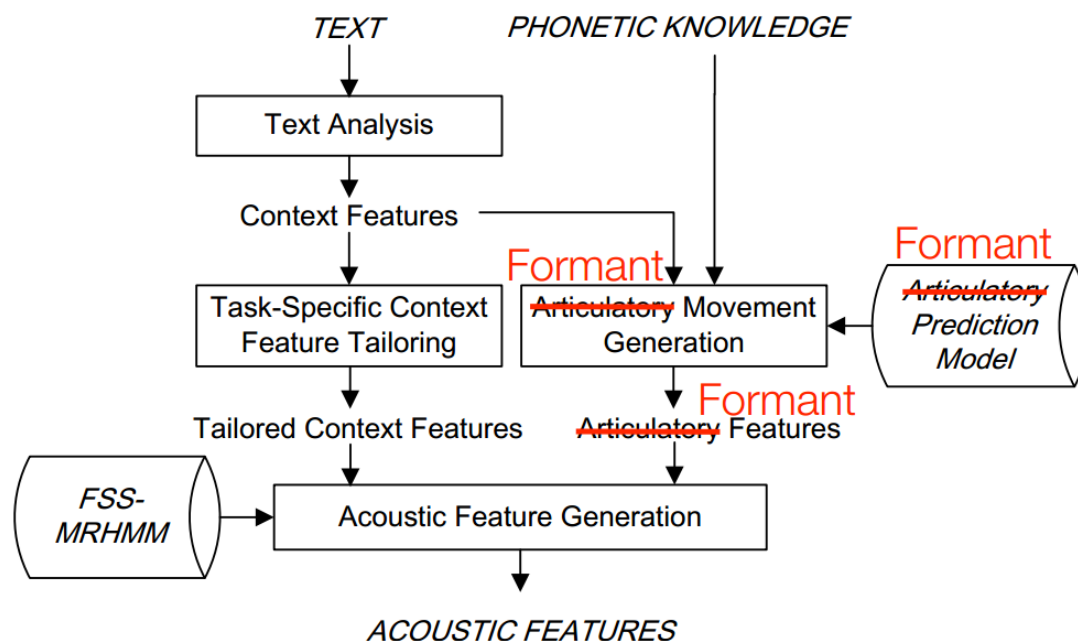 TEXT
PHONETIC KNOWLEDGE
Text Analysis
Context Features
Formant
Formant
Task-Specific Context
Feature Tailoring
Articulatory Movement
Generation
Articulatory
Prediction
Model
Formant
Tailored Context Features
Articulatory Features
FSS-
MRHMM
Acoustic Feature Generation
ACOUSTIC FEATURES